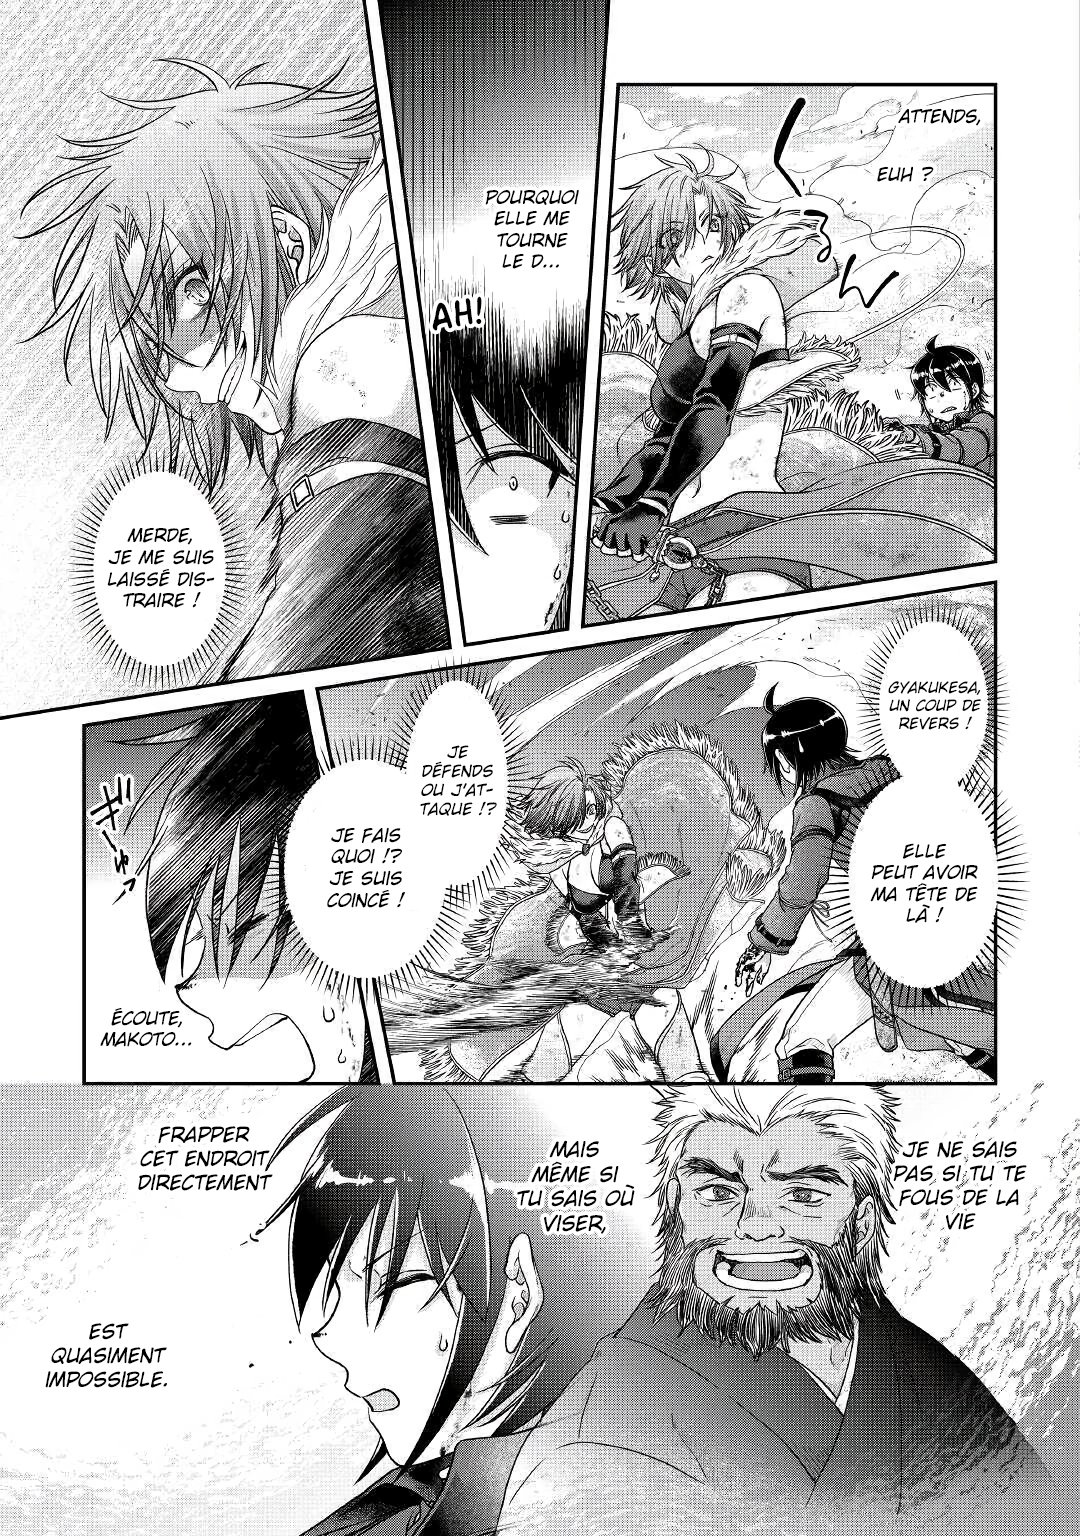 ATTENDS,
EUH ?
POURQUOI
ELLE ME
TOURNE
LE D...
AH!
MERDE,
JE ME SUIS
LAISSÉ DIS-
TRAIRE !
GYAKUKESA,
UN COUP DE
REVERS !
ELLE
PEUT AVOIR
MA TÊTE DE
LÀ !
JE
DÉFENDS
OU J'AT-
TAQUE !?
JE FAIS
QUOI !?
JE SUIS
COINCÉ !
ÉCOUTE,
MAKOTO...
JE NE SAIS
PAS SI TU TE
FOUS DE LA
VIE
MAIS
MÊME SI
TU SAIS OÙ
VISER,
FRAPPER
CET ENDROIT
DIRECTEMENT
EST
QUASIMENT
IMPOSSIBLE.